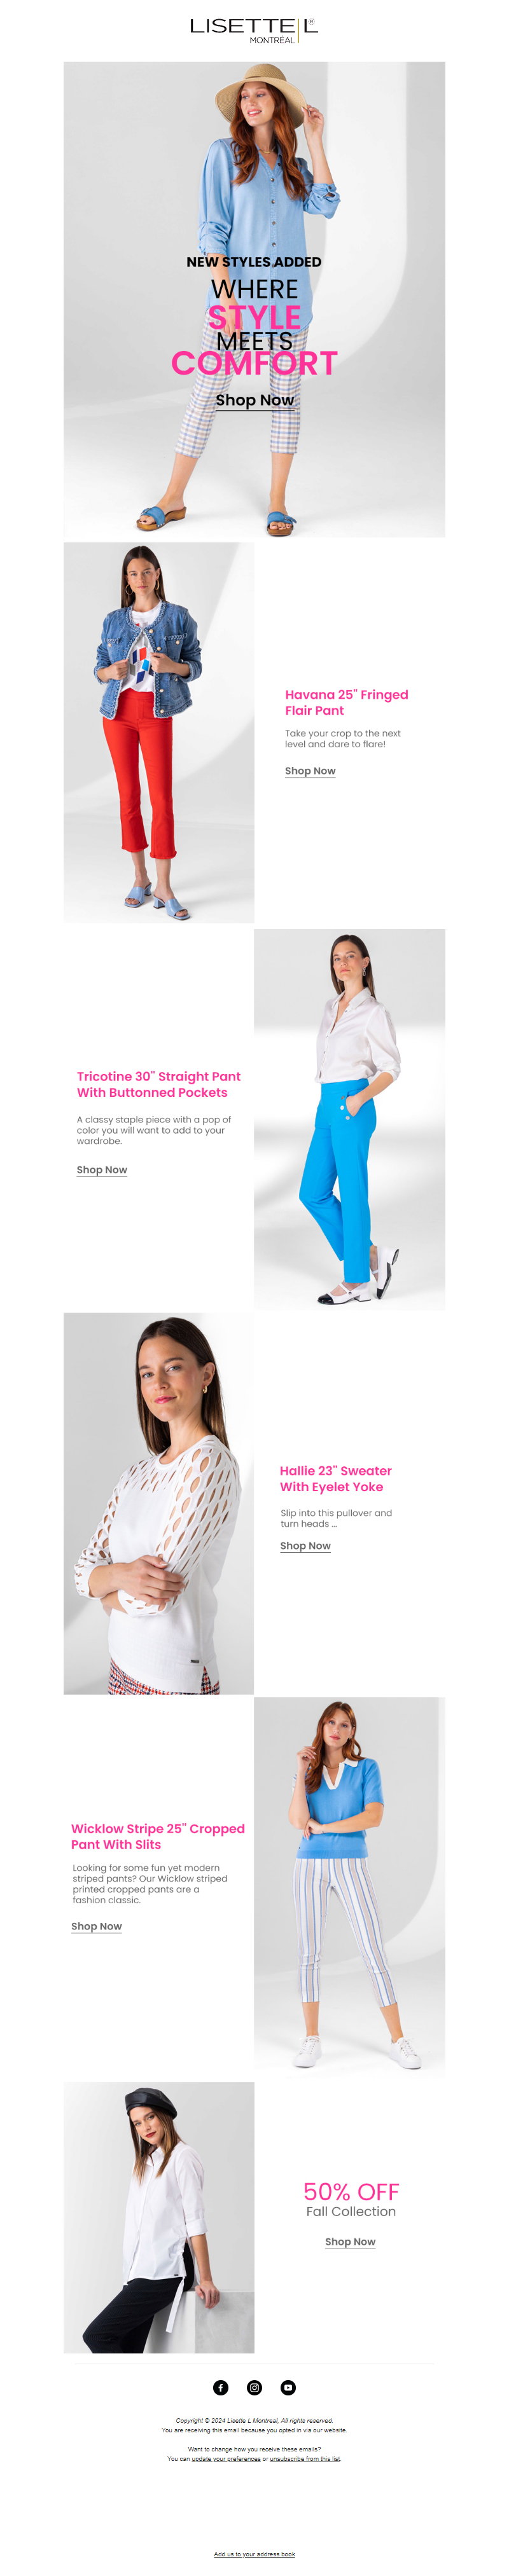 LISETTE L®
MONTRÉAL
NEW STYLES ADDED
WHERE
STYLE
MEETS
COMFORT
Shop Now
Havana 25" Fringed
Flair Pant
Take your crop to the next
level and dare to flare!
Shop Now
Tricotine 30" Straight Pant
With Buttonned Pockets
A classy staple piece with a pop of
color you will want to add to your
wardrobe.
Shop Now
Hallie 23" Sweater
With Eyelet Yoke
Slip into this pullover and
turn heads ...
Shop Now
Wicklow Stripe 25" Cropped
Pant With Slits
Looking for some fun yet modern
striped pants? Our Wicklow striped
printed cropped pants are a
fashion classic.
Shop Now
50% OFF
Fall Collection
Shop Now
Copyright © 2024 Lisette L Montreal, All rights reserved.
You are receiving this email because you opted in via our website.
Want to change how you receive these emails?
You can update your preferences or unsubscribe from this list.
Add us to your address book